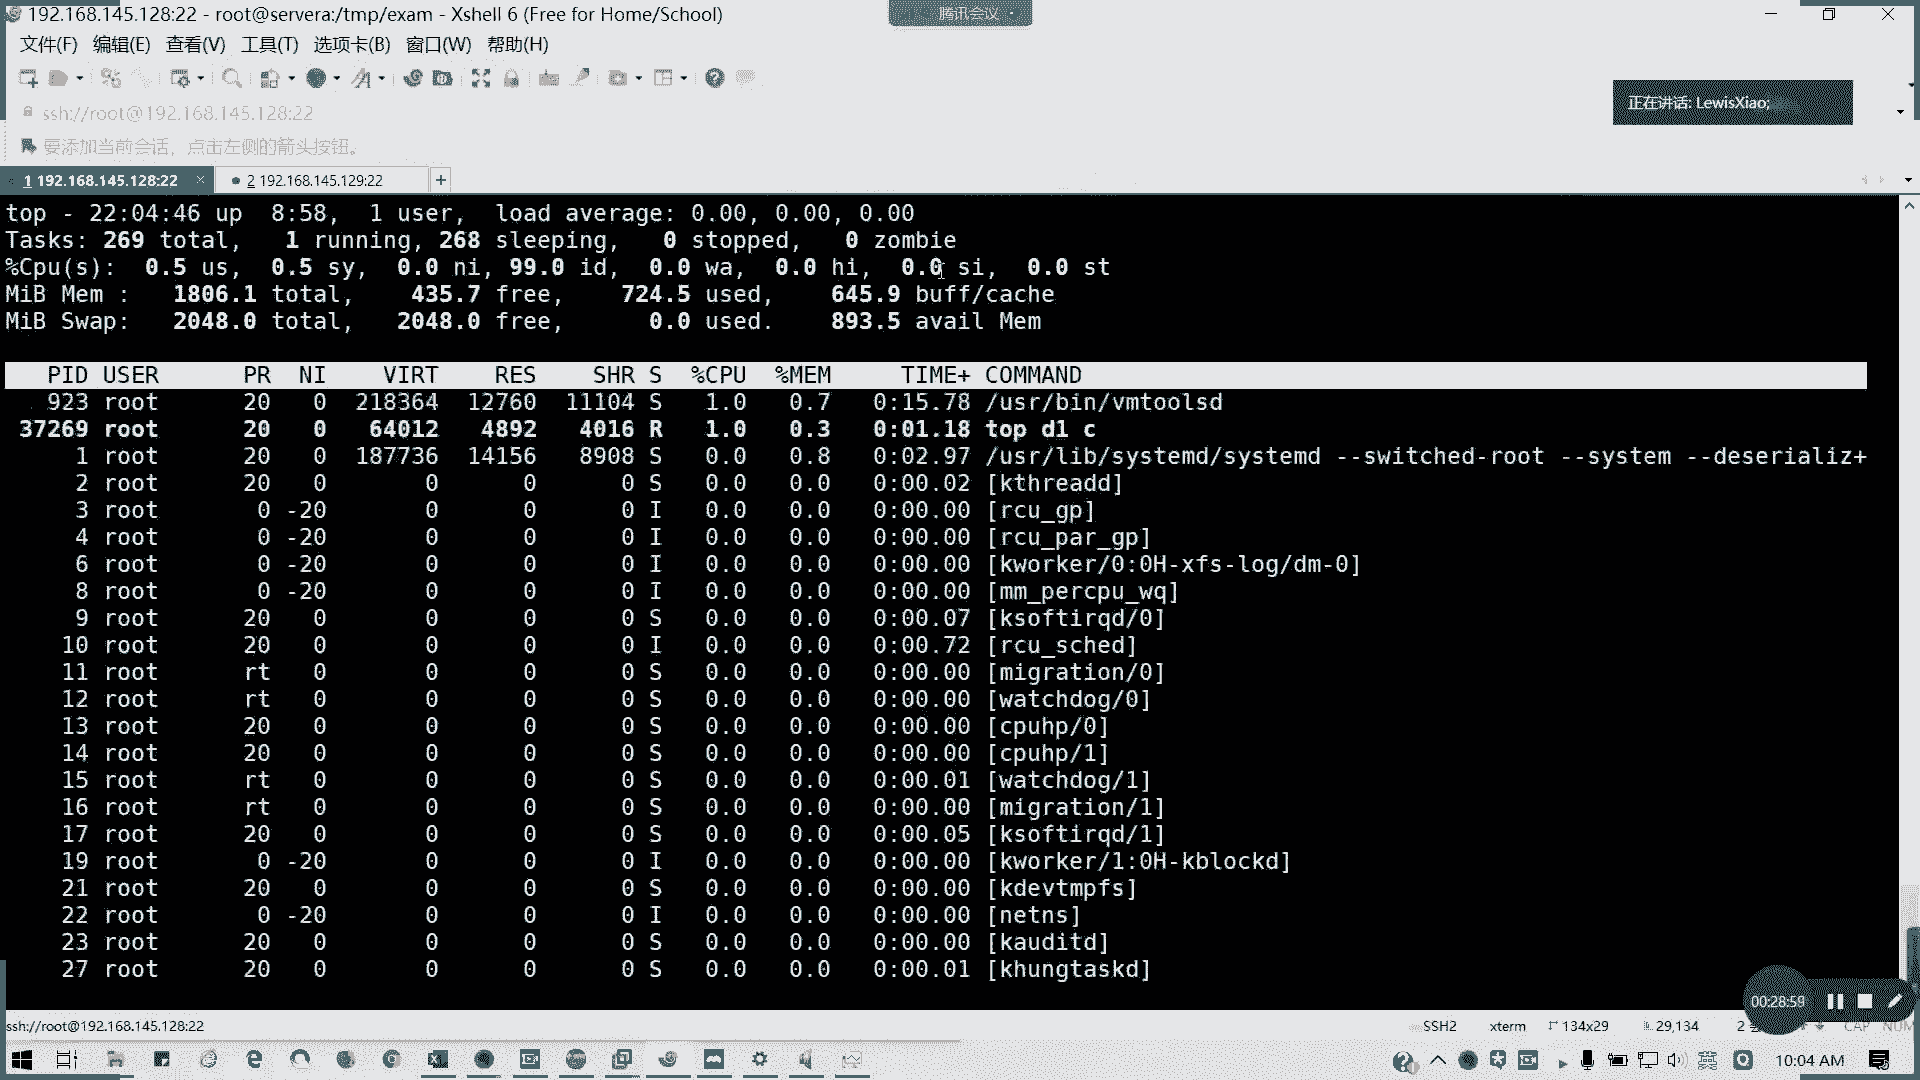 192.168.145.128:22 - root@servera:/tmp/exam - Xshell 6 (Free for Home/School)
腾讯会议
文件(F) 编辑(E) 查看(V) 工具(T) 选项卡(B) 窗口(W) 帮助(H)
正在讲话: LewisXiao;
ssh://root@192.168.145.128:22
要添加当前会话，点击左侧的箭头按钮。
1 192.168.145.128:22 × 2 192.168.145.129:22 +
top - 22:04:46 up  8:58,  1 user,  load average: 0.00, 0.00, 0.00
Tasks: 269 total,   1 running, 268 sleeping,   0 stopped,   0 zombie
%Cpu(s):  0.5 us,  0.5 sy,  0.0 ni, 99.0 id,  0.0 wa,  0.0 hi,  0.0 si,  0.0 st
MiB Mem :   1806.1 total,    435.7 free,    724.5 used,    645.9 buff/cache
MiB Swap:   2048.0 total,   2048.0 free,      0.0 used.    893.5 avail Mem
PID USER      PR  NI    VIRT    RES    SHR S  %CPU  %MEM     TIME+ COMMAND
923 root      20   0  218364  12760  11104 S   1.0   0.7   0:15.78 /usr/bin/vmtoolsd
37269 root      20   0   64012   4892   4016 R   1.0   0.3   0:01.18 top d1 c
1 root      20   0  187736  14156   8908 S   0.0   0.8   0:02.97 /usr/lib/systemd/systemd --switched-root --system --deserializ+
2 root      20   0       0      0      0 S   0.0   0.0   0:00.02 [kthreadd]
3 root       0 -20       0      0      0 I   0.0   0.0   0:00.00 [rcu_gp]
4 root       0 -20       0      0      0 I   0.0   0.0   0:00.00 [rcu_par_gp]
6 root       0 -20       0      0      0 I   0.0   0.0   0:00.00 [kworker/0:0H-xfs-log/dm-0]
8 root       0 -20       0      0      0 I   0.0   0.0   0:00.00 [mm_percpu_wq]
9 root      20   0       0      0      0 S   0.0   0.0   0:00.07 [ksoftirqd/0]
10 root      20   0       0      0      0 I   0.0   0.0   0:00.72 [rcu_sched]
11 root      rt   0       0      0      0 S   0.0   0.0   0:00.00 [migration/0]
12 root      rt   0       0      0      0 S   0.0   0.0   0:00.00 [watchdog/0]
13 root      20   0       0      0      0 S   0.0   0.0   0:00.00 [cpuhp/0]
14 root      20   0       0      0      0 S   0.0   0.0   0:00.00 [cpuhp/1]
15 root      rt   0       0      0      0 S   0.0   0.0   0:00.01 [watchdog/1]
16 root      rt   0       0      0      0 S   0.0   0.0   0:00.00 [migration/1]
17 root      20   0       0      0      0 S   0.0   0.0   0:00.05 [ksoftirqd/1]
19 root       0 -20       0      0      0 I   0.0   0.0   0:00.00 [kworker/1:0H-kblockd]
21 root      20   0       0      0      0 S   0.0   0.0   0:00.00 [kdevtmpfs]
22 root       0 -20       0      0      0 I   0.0   0.0   0:00.00 [netns]
23 root      20   0       0      0      0 S   0.0   0.0   0:00.00 [kauditd]
27 root      20   0       0      0      0 S   0.0   0.0   0:00.01 [khungtaskd]
00:28:59
ssh://root@192.168.145.128:22 SSH2 xterm 134x29 29,134 2 CAP NUM
英 10:04 AM